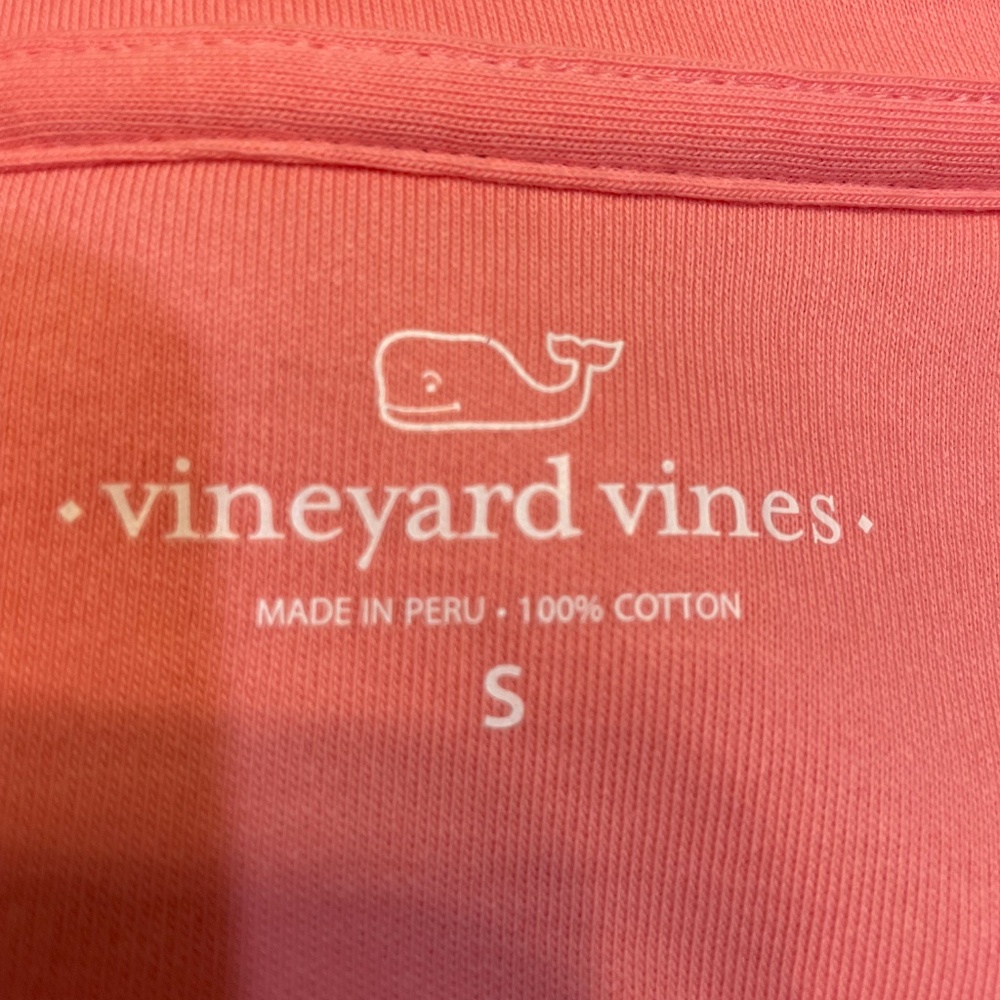 · vineyard vines ·
MADE IN PERU · 100% COTTON
S